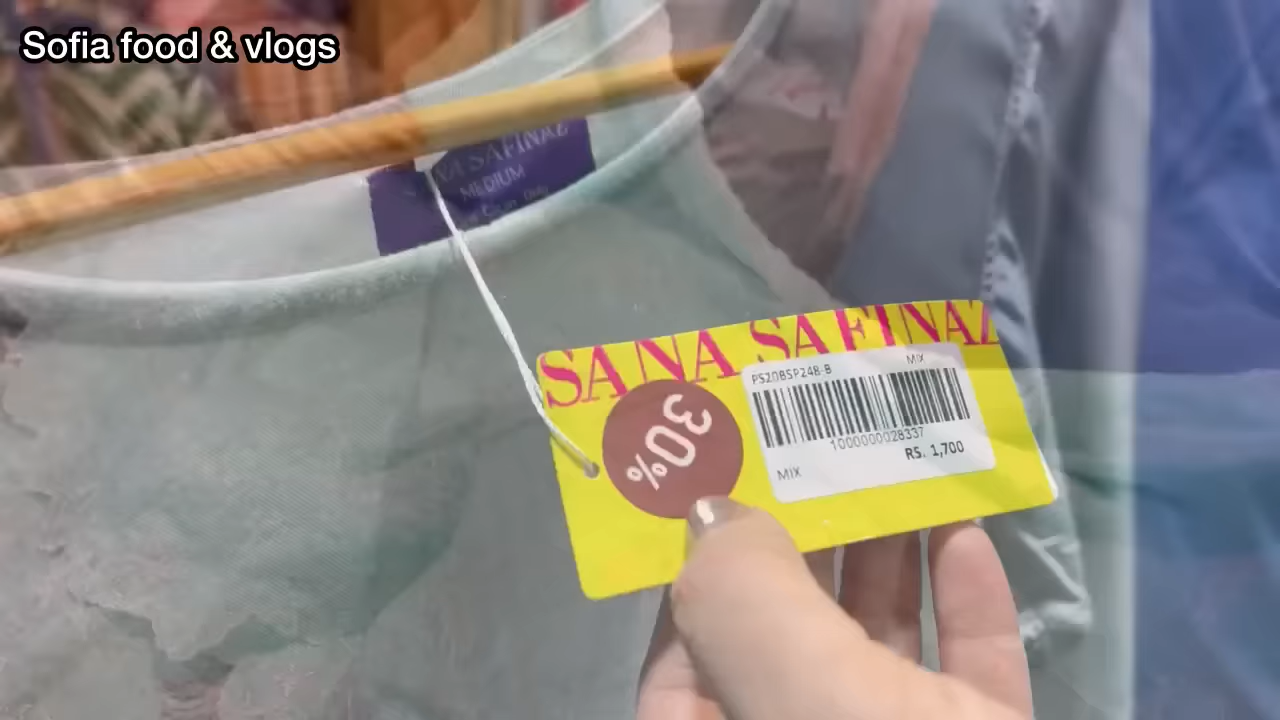 Sofia food & vlogs
SANA SAFINAZ
MEDIUM
SANA SAFINAZ
PS20BSP248-B
MIX
1000000028337
RS. 1,700
MIX
30%